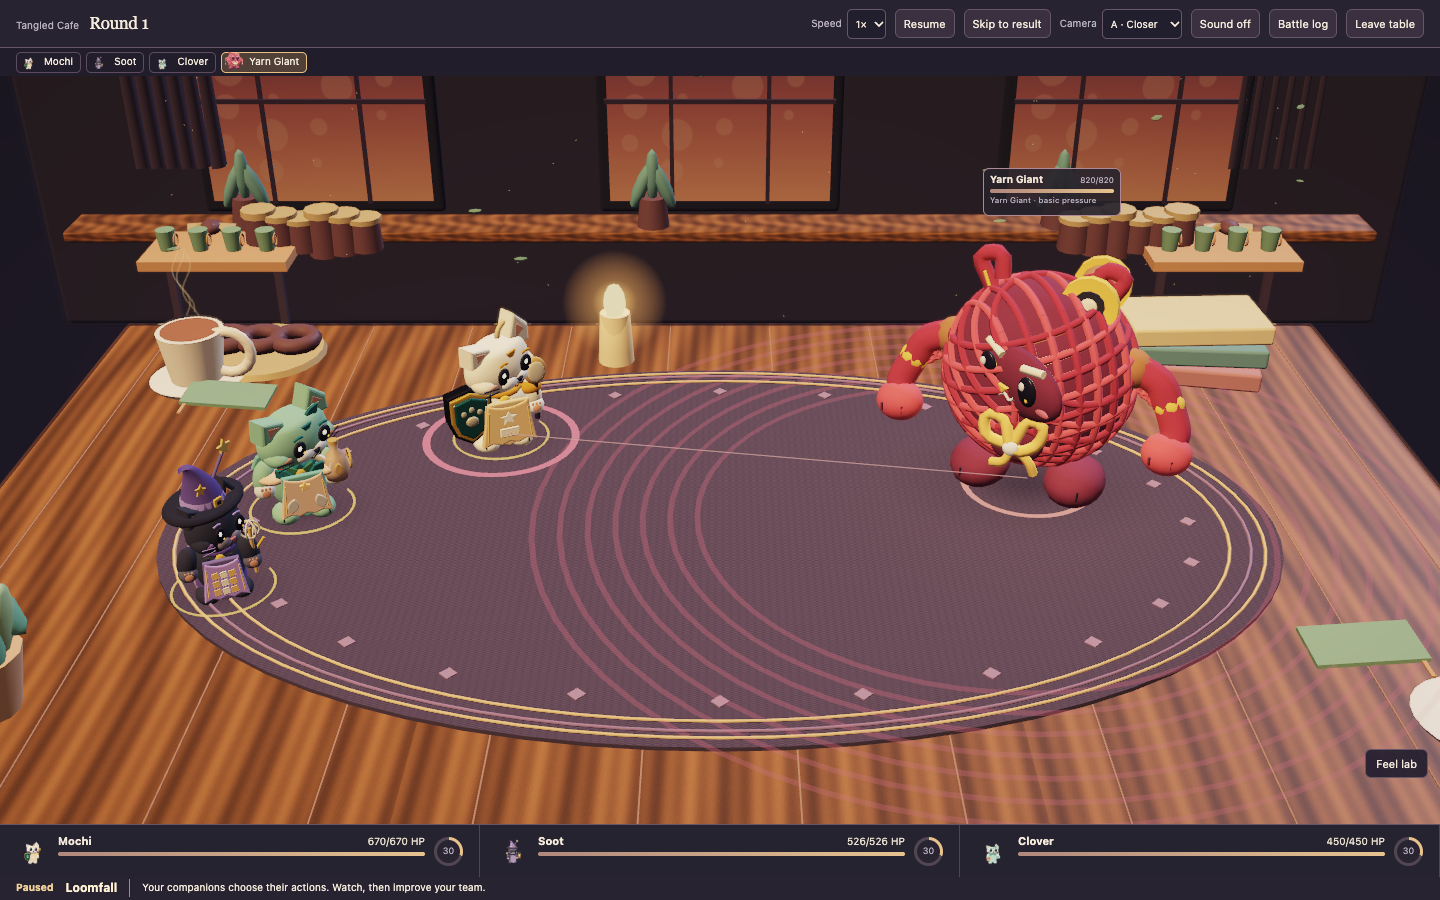 Tangled Cafe Round 1
Speed 1x Resume Skip to result Camera A · Closer Sound off Battle log Leave table
Mochi Soot Clover Yarn Giant
Yarn Giant 820/820
Yarn Giant · basic pressure
Feel lab
Mochi 670/670 HP 30
Soot 526/526 HP 30
Clover 450/450 HP 30
Paused Loomfall Your companions choose their actions. Watch, then improve your team.